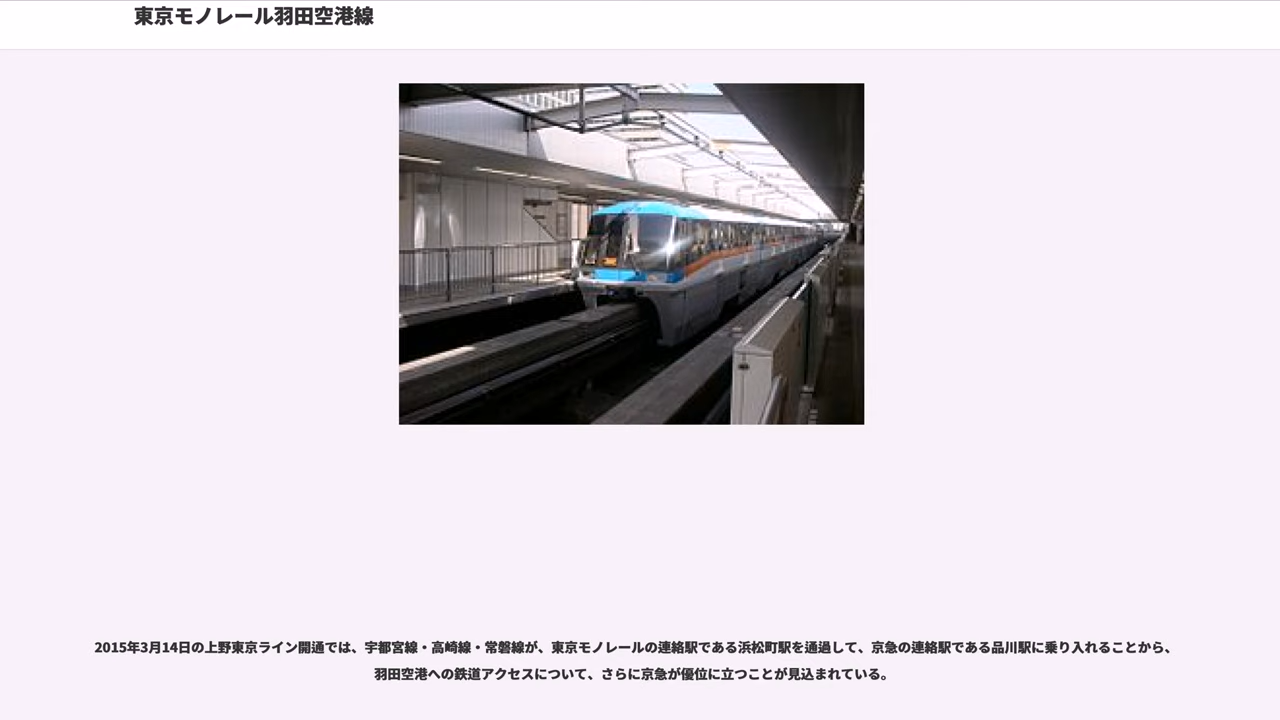 東京モノレール羽田空港線
2015年3月14日の上野東京ライン開通では、宇都宮線・高崎線・常磐線が、東京モノレールの連絡駅である浜松町駅を通過して、京急の連絡駅である品川駅に乗り入れることから、
羽田空港への鉄道アクセスについて、さらに京急が優位に立つことが見込まれている。